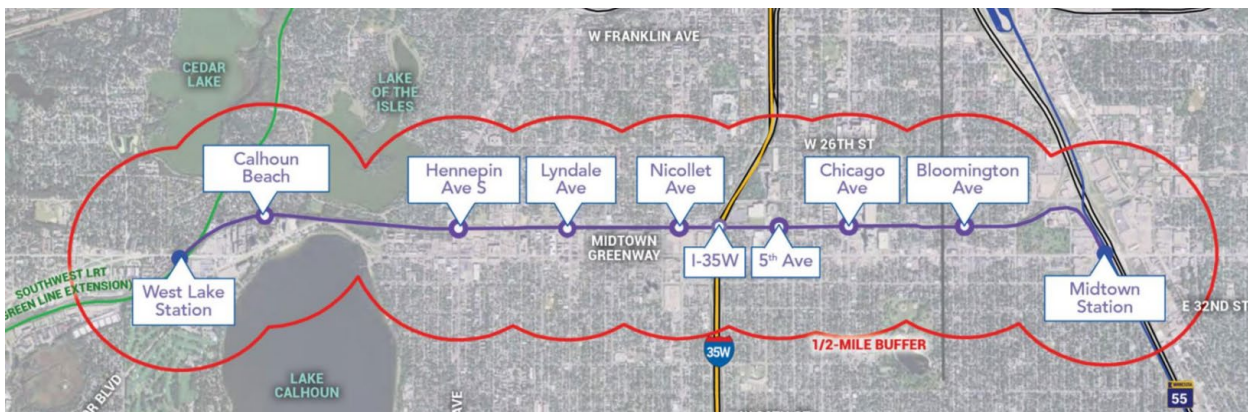 W FRANKLIN AVE
CEDAR
LAKE
LAKE
OF THE
ISLES
W 26TH ST
Calhoun
Beach
Hennepin
Ave S
Lyndale
Ave
Nicollet
Ave
Chicago
Ave
Bloomington
Ave
MIDTOWN
GREENWAY
I-35W
5th Ave
SOUTHWEST LRT
GREEN LINE EXTENSION)
West Lake
Station
Midtown
Station
E 32ND ST
1/2-MILE BUFFER
35W
LAKE
CALHOUN
BLVD
AVE
55